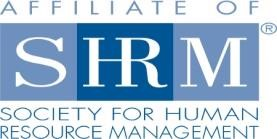 AFFILIATE OF
SHRM®
SOCIETY FOR HUMAN
RESOURCE MANAGEMENT